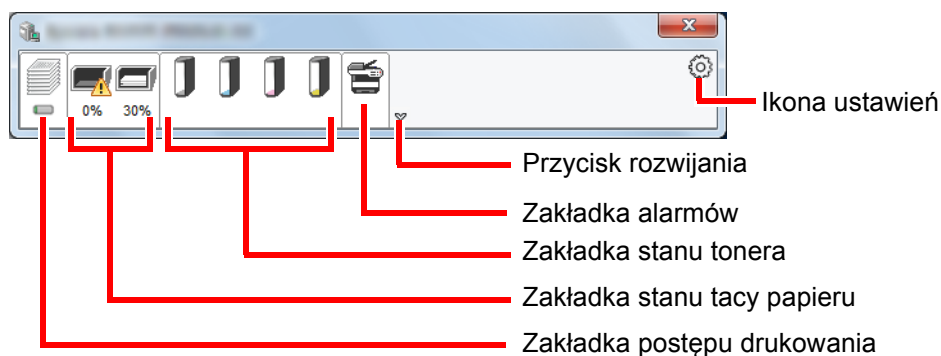 0% 30%
Ikona ustawień
Przycisk rozwijania
Zakładka alarmów
Zakładka stanu tonera
Zakładka stanu tacy papieru
Zakładka postępu drukowania